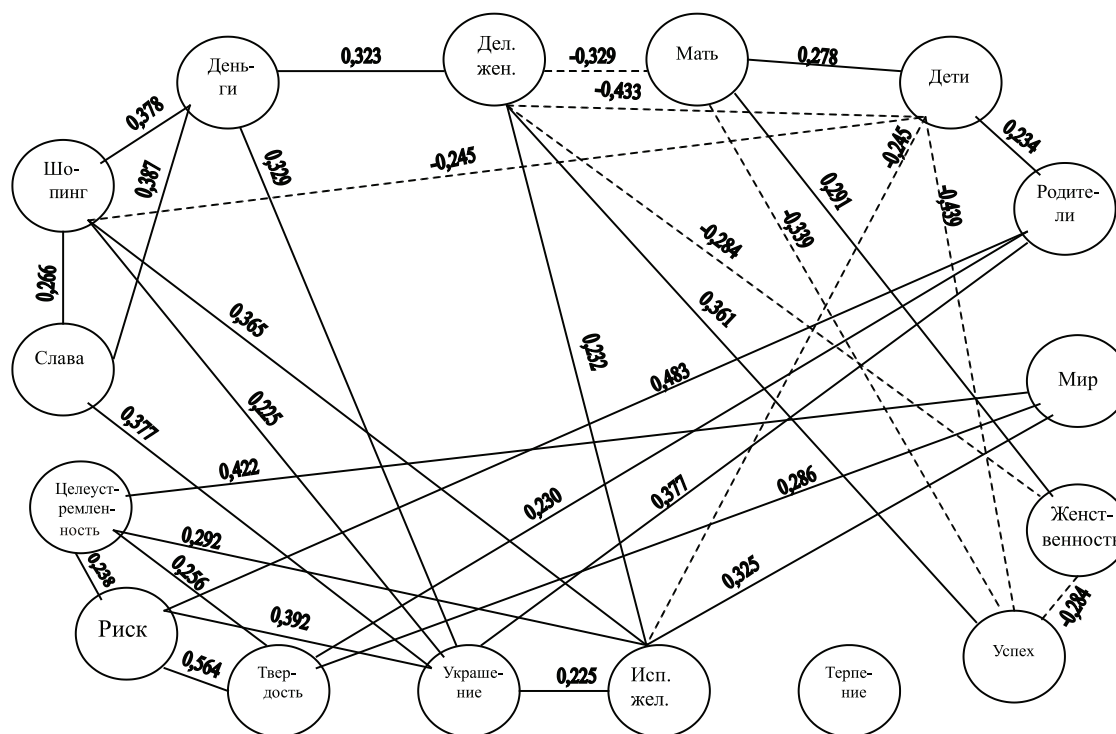 0,323
Дел.
жен.
-0,329
Мать
0,278
День-
ги
Дети
-0,433
0,378
-0,245
0,234
Шо-
пинг
0,387
0,329
-0,245
0,291
Родите-
ли
-0,339
-0,439
-0,284
0,266
0,365
0,361
0,232
Слава
0,483
Мир
0,377
0,225
0,422
0,230
0,377
0,286
Целеуст-
ремлен-
ность
Женст-
венность
0,292
0,238
0,256
0,325
Риск
0,392
-0,284
0,564
Твер-
дость
Украше-
ние
0,225
Исп.
жел.
Терпе-
ние
Успех